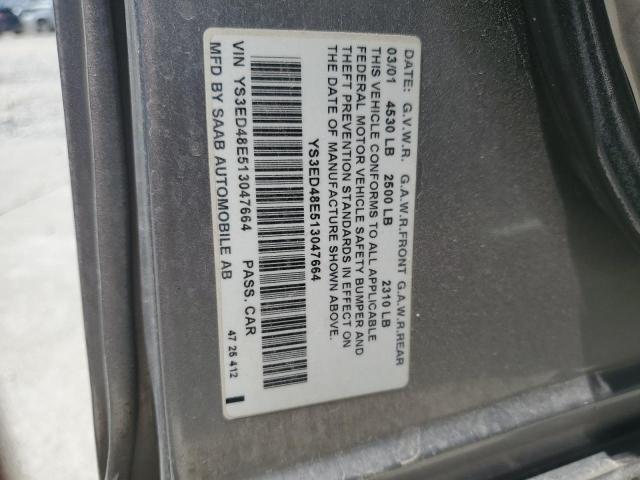 DATE: G.V.W.R. G.A.W.R.FRONT G.A.W.R.REAR
03/01 4530 LB 2500 LB 2310 LB
THIS VEHICLE CONFORMS TO ALL APPLICABLE
FEDERAL MOTOR VEHICLE SAFETY BUMPER AND
THEFT PREVENTION STANDARDS IN EFFECT ON
THE DATE OF MANUFACTURE SHOWN ABOVE.
YS3ED48E513047664
VIN YS3ED48E513047664 PASS. CAR
MFD BY SAAB AUTOMOBILE AB 47 25 412